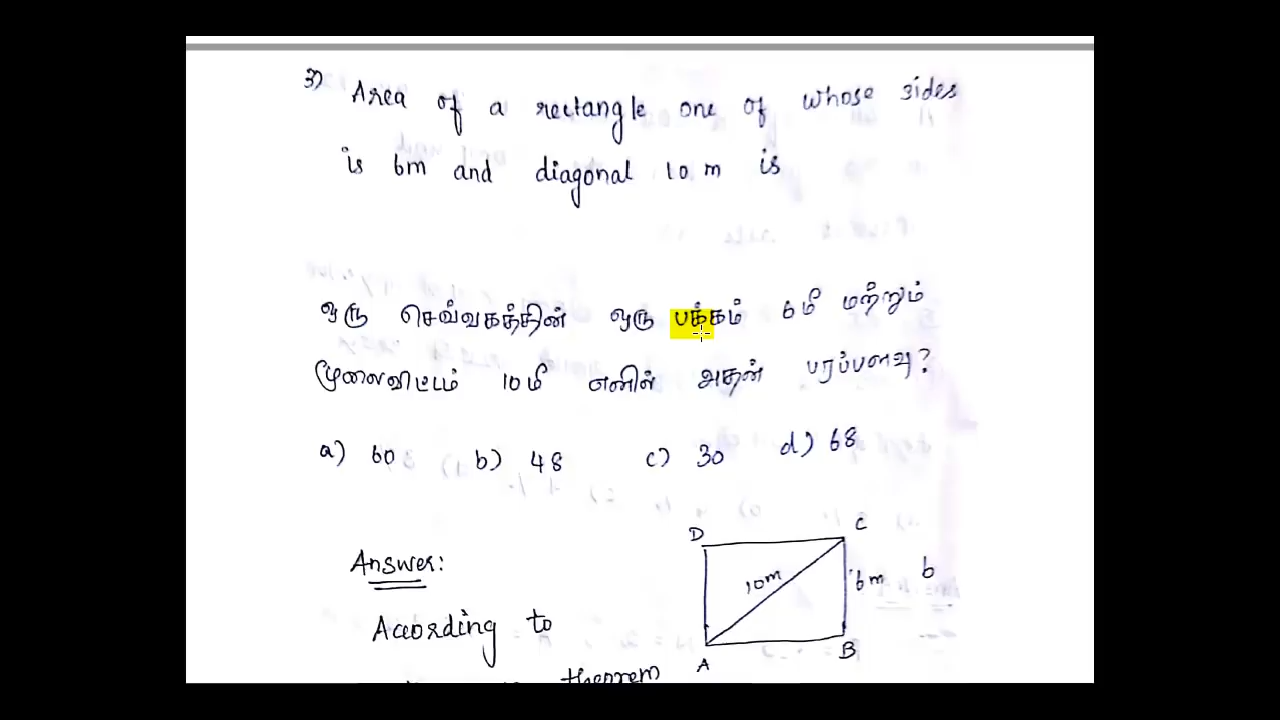 3) Area of a rectangle one of whose sides
is 6m and diagonal 10 m is
ஒரு செவ்வகத்தின் ஒரு பக்கம் 6மீ மற்றும்
மூலைவிட்டம் 10மீ எனில் அதன் பரப்பளவு?
a) 60 b) 48 c) 30 d) 68
D C
Answer: 10m 6m b
According to
A B
theorem